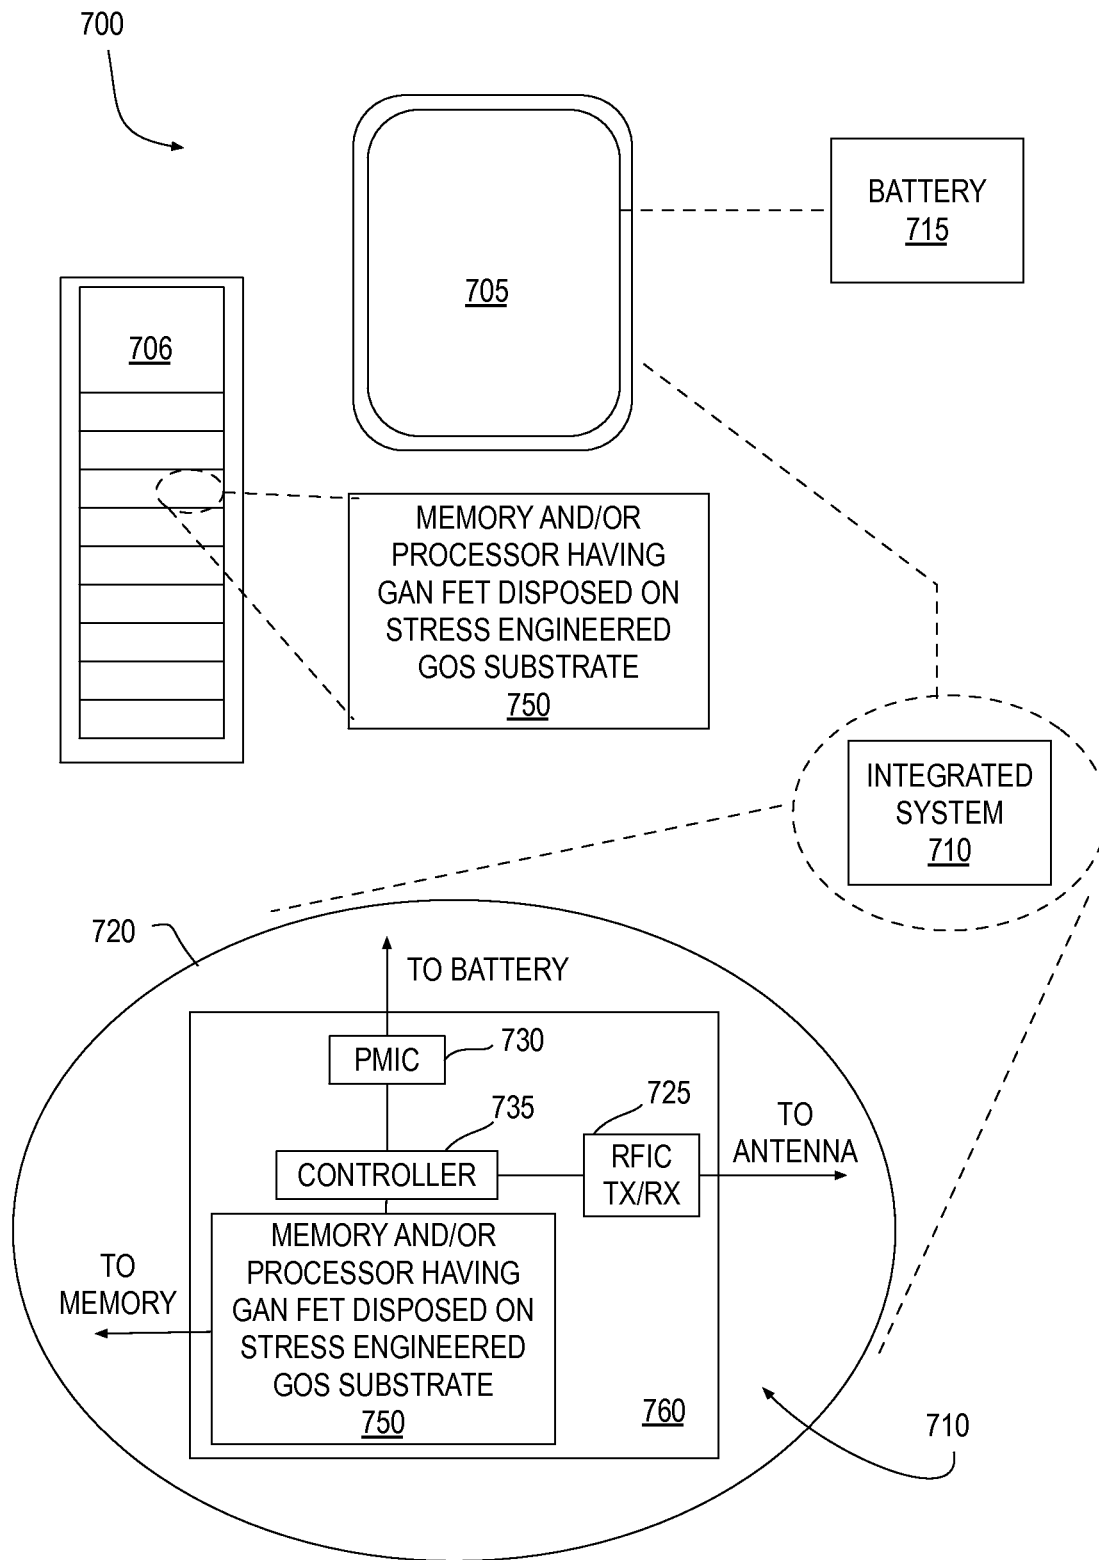 700
BATTERY
715
705
706
MEMORY AND/OR
PROCESSOR HAVING
GAN FET DISPOSED ON
STRESS ENGINEERED
GOS SUBSTRATE
750
INTEGRATED
SYSTEM
710
720
TO BATTERY
PMIC
730
735
725
CONTROLLER
RFIC
TX/RX
TO
ANTENNA
MEMORY AND/OR
PROCESSOR HAVING
GAN FET DISPOSED ON
STRESS ENGINEERED
GOS SUBSTRATE
750
TO
MEMORY
760
710